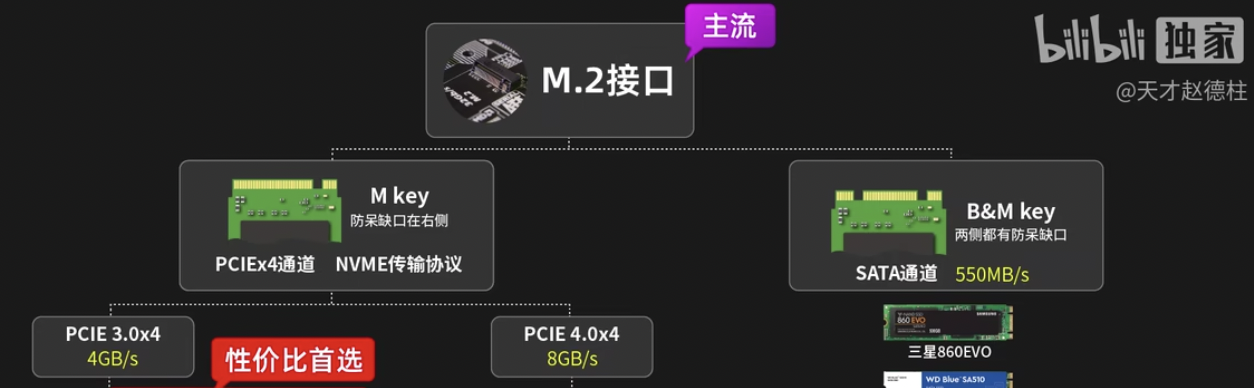 主流
bilibili 独家
@天才赵德柱
M.2接口
M key
防呆缺口在右侧
PCIEx4通道 NVME传输协议
B&M key
两侧都有防呆缺口
SATA通道 550MB/s
PCIE 3.0x4
4GB/s
性价比首选
PCIE 4.0x4
8GB/s
860 EVO
SAMSUNG
三星860EVO
WD Blue SA510